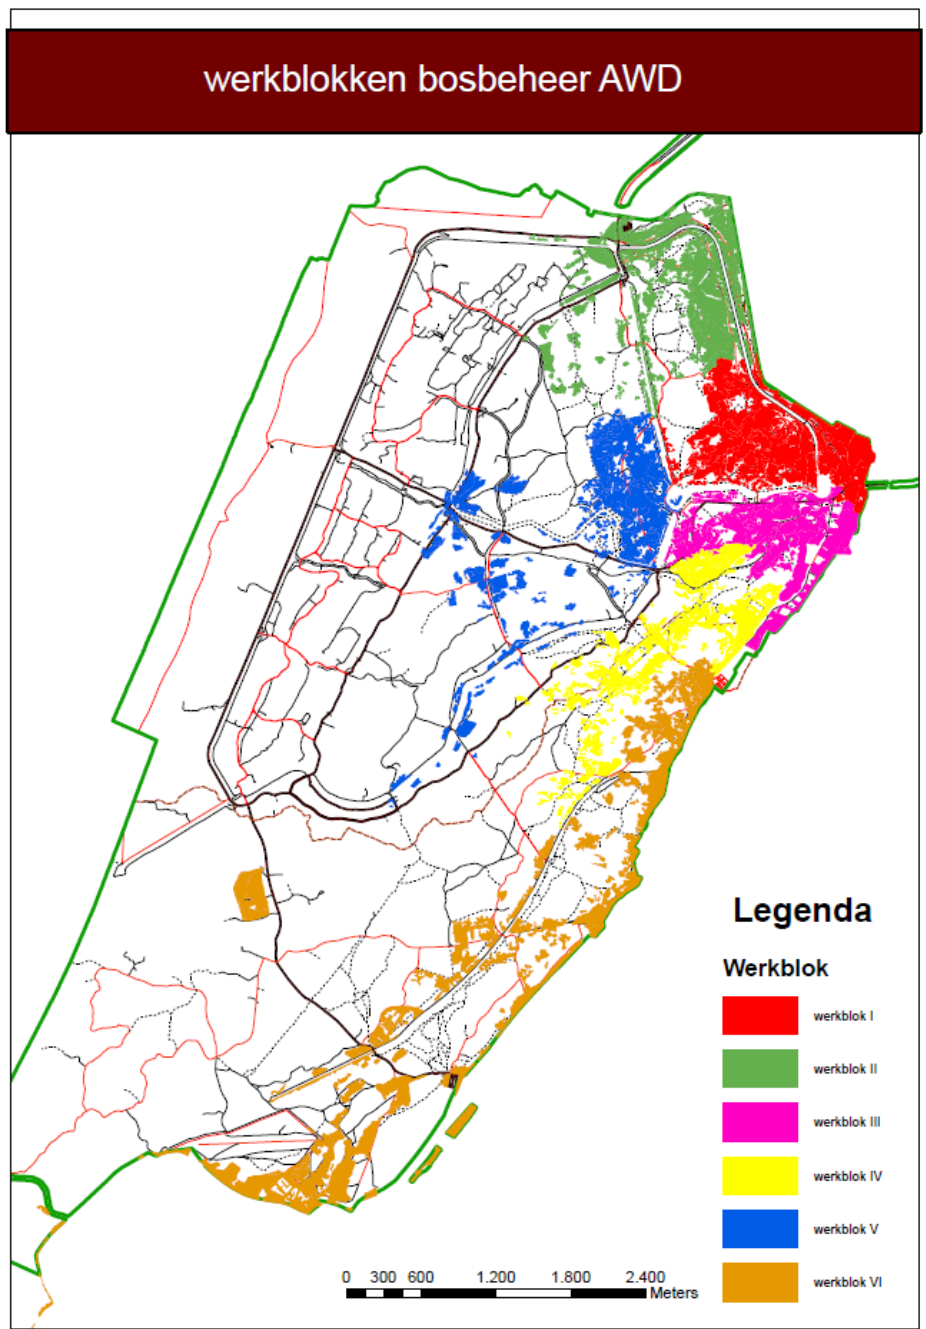 werkblokken bosbeheer AWD
Legenda
Werkblok
werkblok I
werkblok II
werkblok III
werkblok IV
werkblok V
werkblok VI
0 300 600 1.200 1.800 2.400
Meters